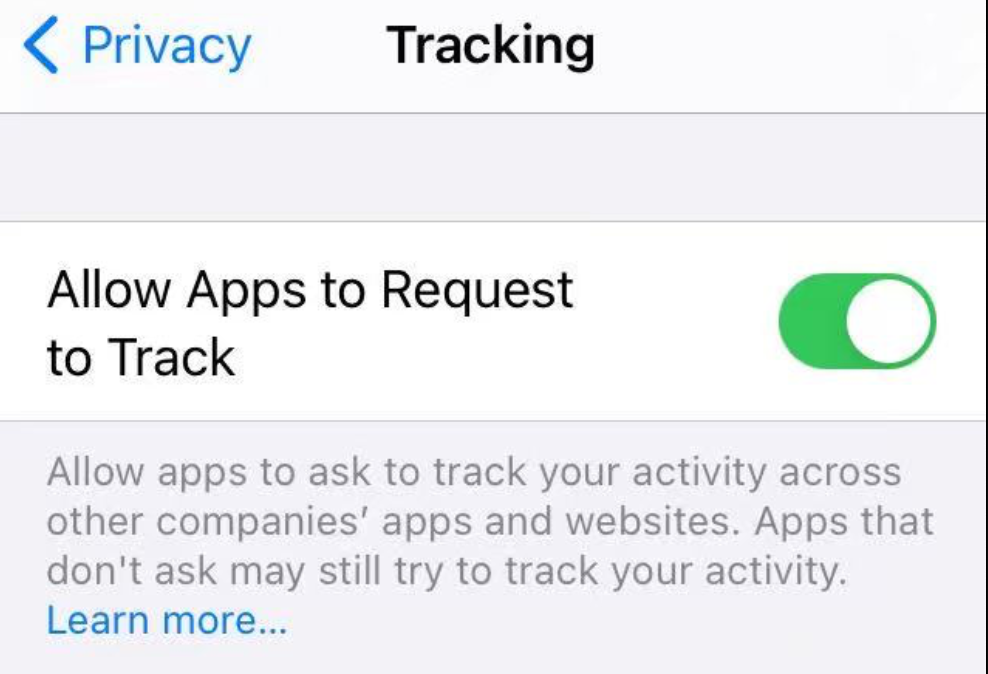 Privacy Tracking
Allow Apps to Request
to Track
Allow apps to ask to track your activity across
other companies’ apps and websites. Apps that
don't ask may still try to track your activity.
Learn more...